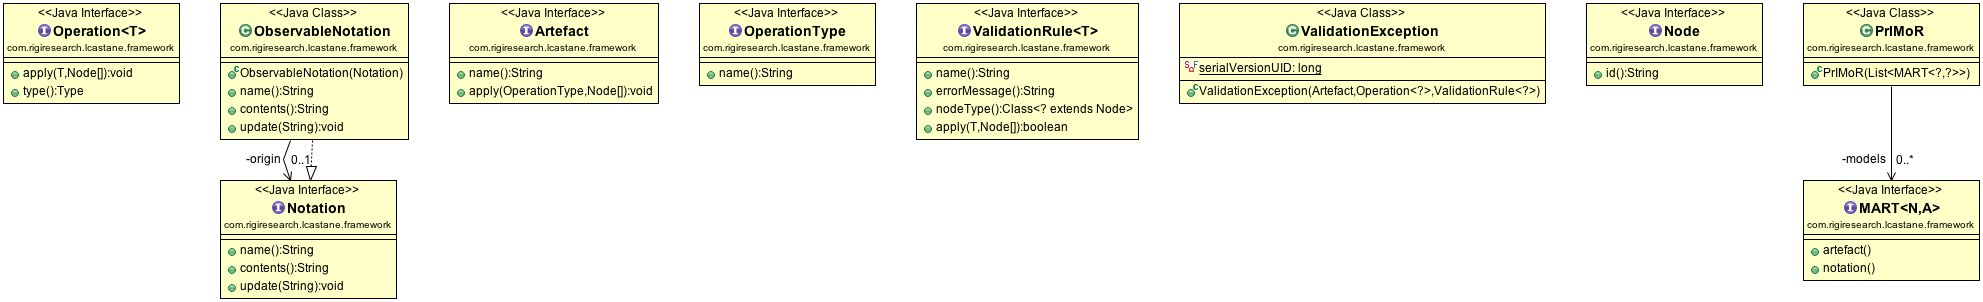 <<Java Interface>>
Operation<T>
com.rigiresearch.lcastane.framework
apply(T,Node[]):void
type():Type
<<Java Class>>
ObservableNotation
com.rigiresearch.lcastane.framework
ObservableNotation(Notation)
name():String
contents():String
update(String):void
-origin 0..1
<<Java Interface>>
Notation
com.rigiresearch.lcastane.framework
name():String
contents():String
update(String):void
<<Java Interface>>
Artefact
com.rigiresearch.lcastane.framework
name():String
apply(OperationType,Node[]):void
<<Java Interface>>
OperationType
com.rigiresearch.lcastane.framework
name():String
<<Java Interface>>
ValidationRule<T>
com.rigiresearch.lcastane.framework
name():String
errorMessage():String
nodeType():Class<? extends Node>
apply(T,Node[]):boolean
<<Java Class>>
ValidationException
com.rigiresearch.lcastane.framework
serialVersionUID: long
ValidationException(Artefact,Operation<?>,ValidationRule<?>)
<<Java Interface>>
Node
com.rigiresearch.lcastane.framework
id():String
<<Java Class>>
PrIMoR
com.rigiresearch.lcastane.framework
PrIMoR(List<MART<?,?>>)
-models 0..*
<<Java Interface>>
MART<N,A>
com.rigiresearch.lcastane.framework
artefact()
notation()